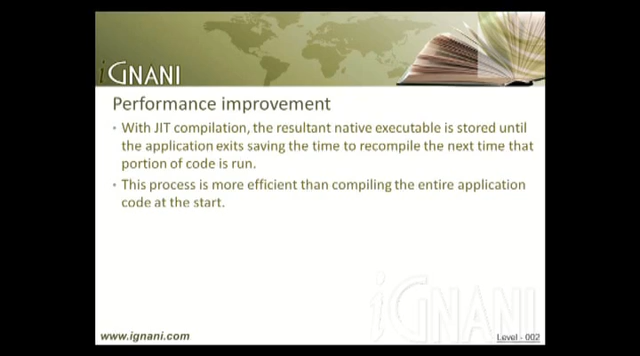 iGNANI
Performance improvement
• With JIT compilation, the resultant native executable is stored until
the application exits saving the time to recompile the next time that
portion of code is run.
• This process is more efficient than compiling the entire application
code at the start.
iGNANI
www.ignani.com
Level - 002